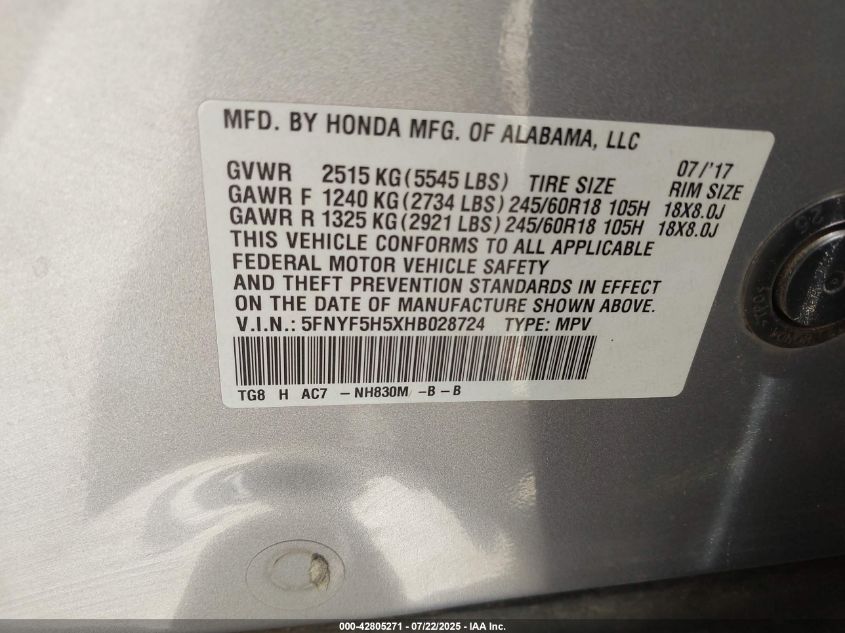 MFD. BY HONDA MFG. OF ALABAMA, LLC
07/'17
GVWR 2515 KG (5545 LBS) TIRE SIZE RIM SIZE
GAWR F 1240 KG (2734 LBS) 245/60R18 105H 18X8.0J
GAWR R 1325 KG (2921 LBS) 245/60R18 105H 18X8.0J
THIS VEHICLE CONFORMS TO ALL APPLICABLE
FEDERAL MOTOR VEHICLE SAFETY
AND THEFT PREVENTION STANDARDS IN EFFECT
ON THE DATE OF MANUFACTURE SHOWN ABOVE.
V.I.N.: 5FNYF5H5XHB028724 TYPE: MPV
TG8 H AC7 -NH830M -B-B
000-42805271 - 07/22/2025 - IAA Inc.